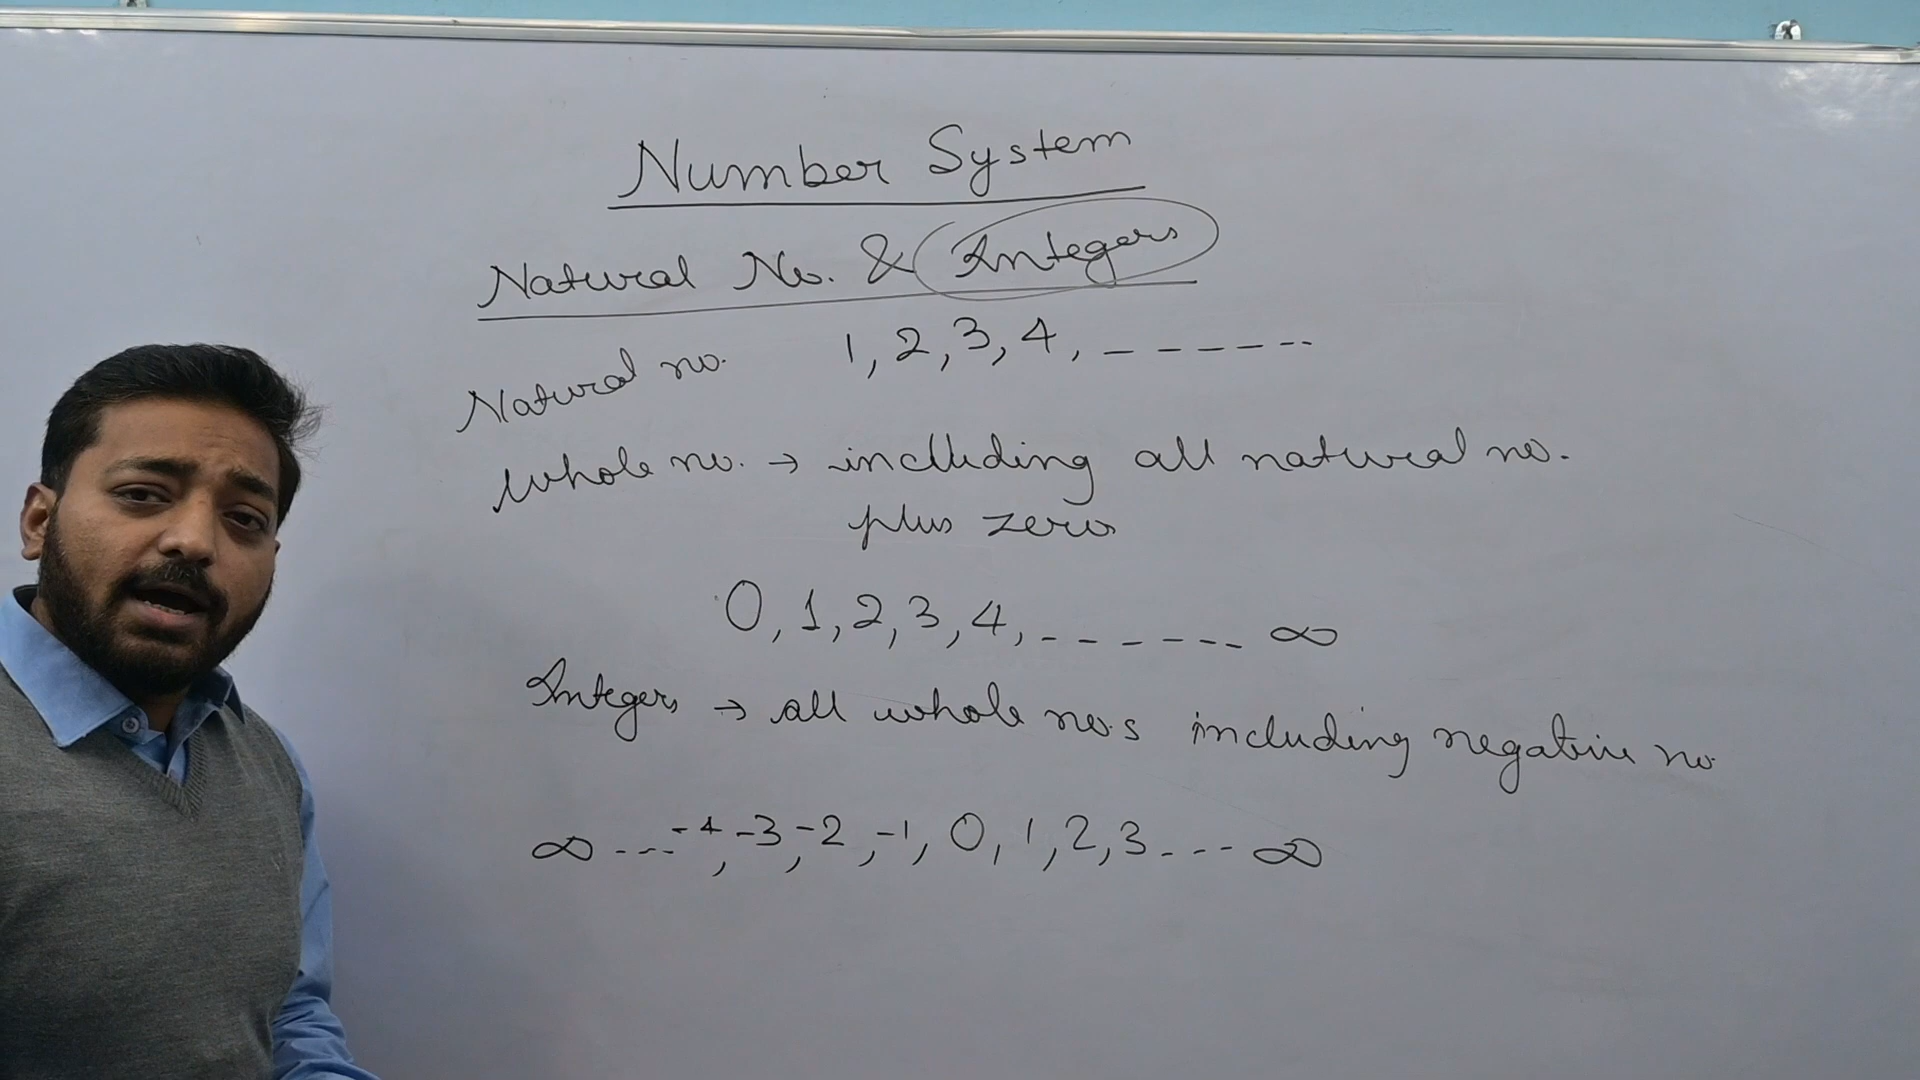 Number System
Natural No. & Integers
Natural no. 1, 2, 3, 4, - - - - - --
Whole no. → inclluding all natural no.
plus zero
0, 1, 2, 3, 4, - - - - - - - ∞
Integers → all whole no.s including negative no.
∞ --- -4, -3, -2, -1, 0, 1, 2, 3 - - - ∞